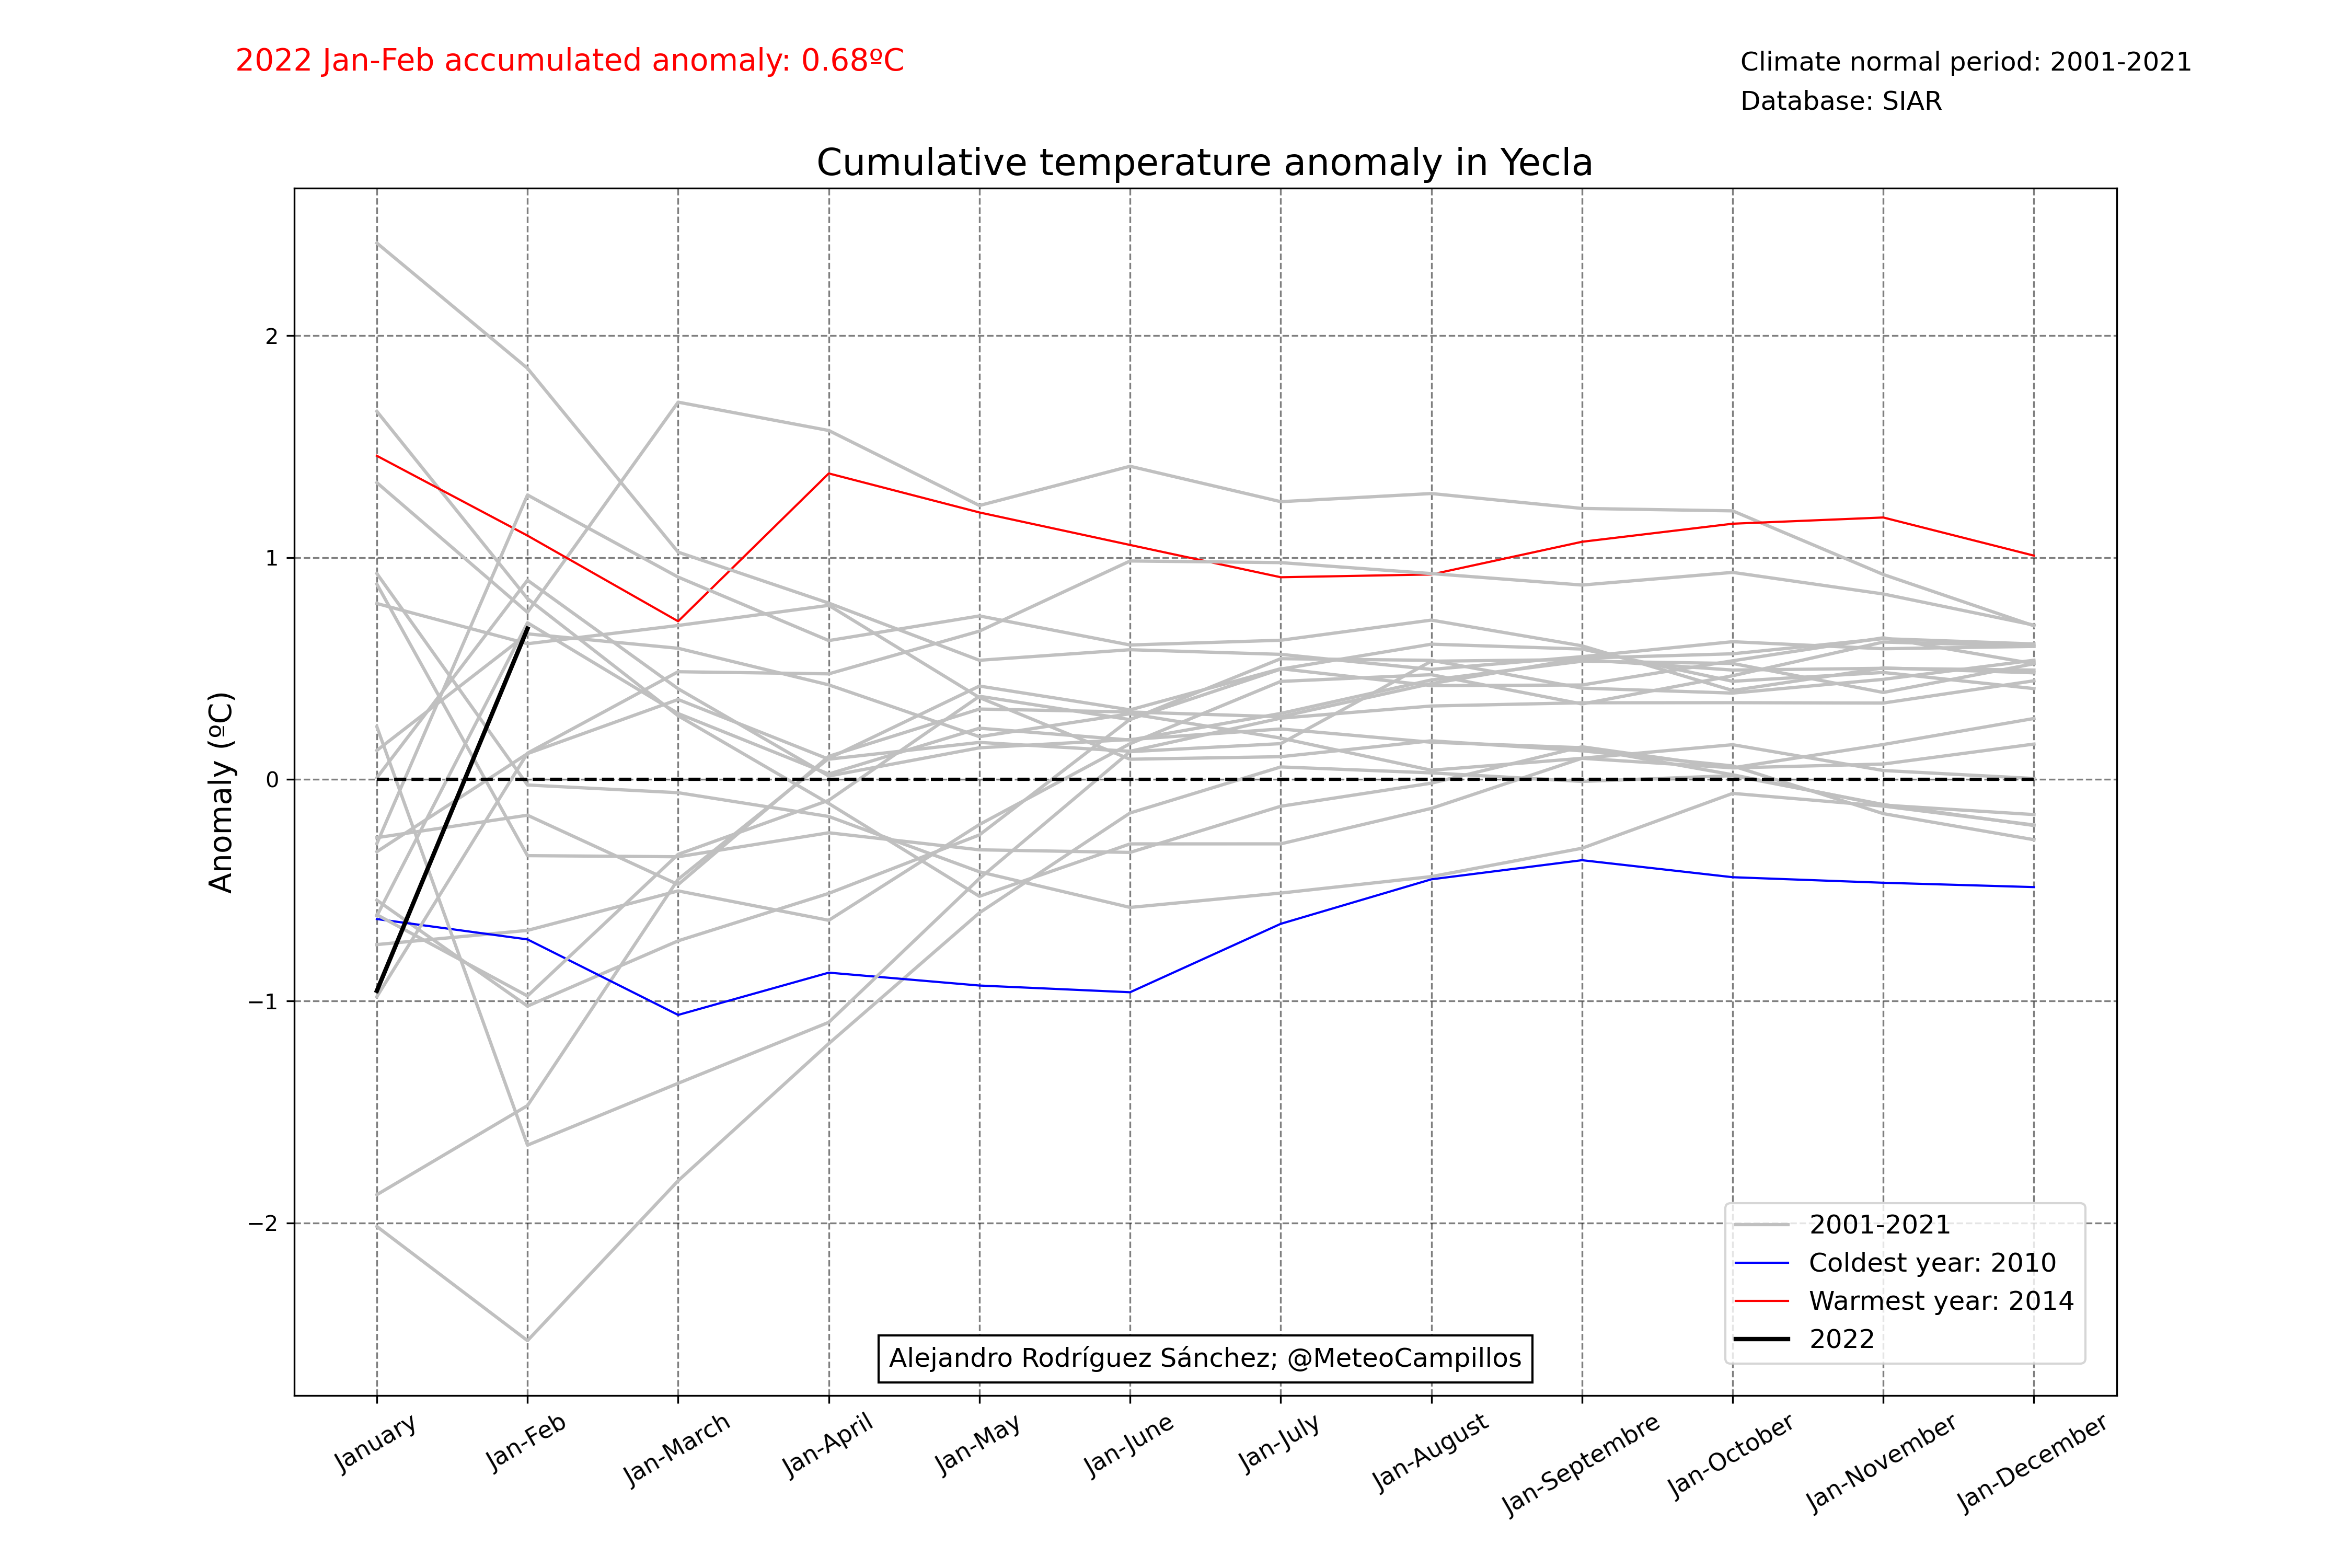 2022 Jan-Feb accumulated anomaly: 0.68ºC
Climate normal period: 2001-2021
Database: SIAR
Cumulative temperature anomaly in Yecla
Anomaly (ºC)
2
1
0
−1
−2
2001-2021
Coldest year: 2010
Warmest year: 2014
2022
Alejandro Rodríguez Sánchez; @MeteoCampillos
January
Jan-Feb
Jan-March
Jan-April
Jan-May
Jan-June
Jan-July
Jan-August
Jan-Septembre
Jan-October
Jan-November
Jan-December